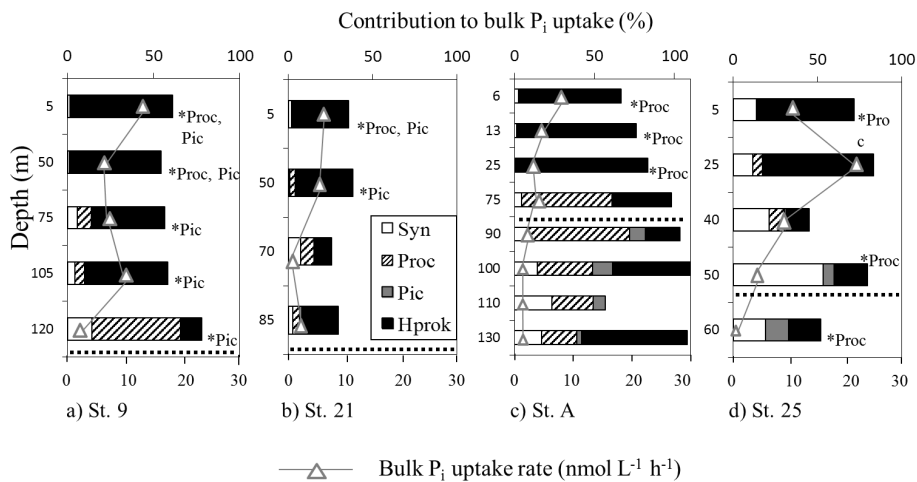 Contribution to bulk Pi uptake (%)
0 50 100
0 50 100
0 50 100
0 50 100
Depth (m)
5
*Proc,
Pic
50
*Proc, Pic
75
*Pic
105
*Pic
120
*Pic
0 10 20 30
a) St. 9
5
*Proc, Pic
50
*Pic
70
85
Syn
Proc
Pic
Hprok
0 10 20 30
b) St. 21
6
*Proc
13
*Proc
25
*Proc
75
90
100
110
130
0 10 20 30
c) St. A
5
*Pro
c
25
40
50
*Proc
60
*Proc
0 10 20 30
d) St. 25
Bulk Pi uptake rate (nmol L-1 h-1)